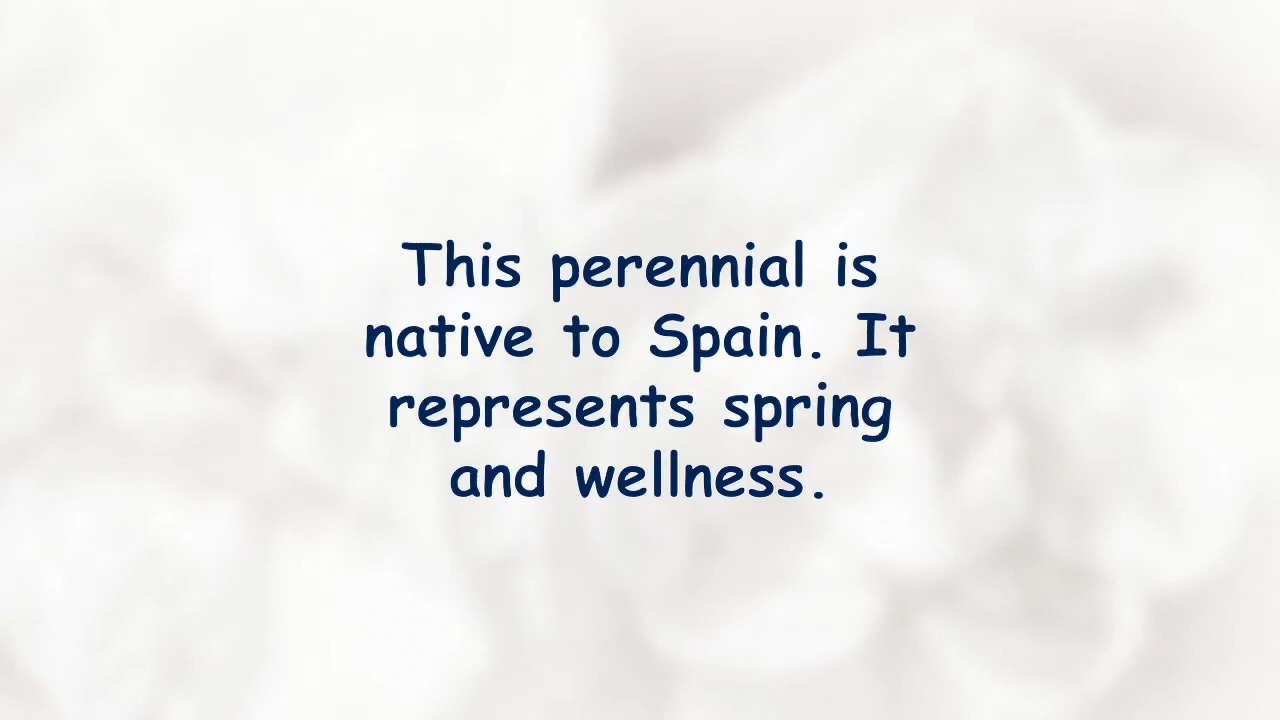 This perennial is
native to Spain. It
represents spring
and wellness.